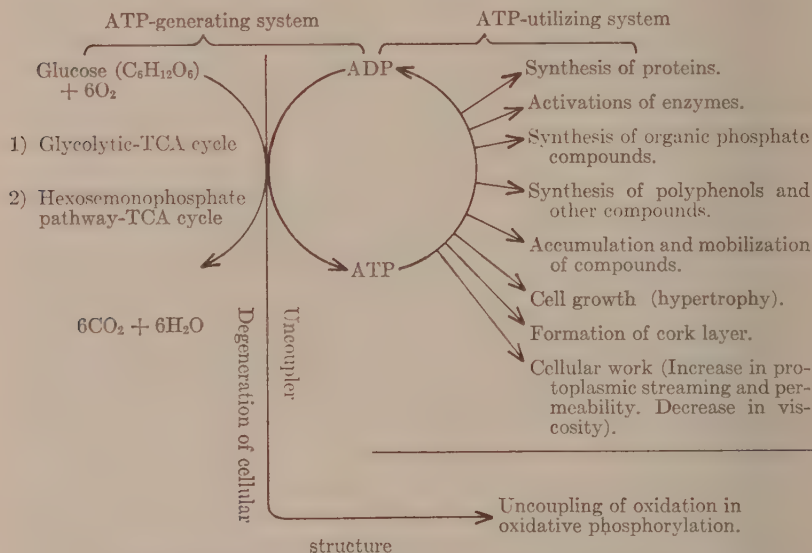 ATP-generating system
ATP-utilizing system
Glucose (C₆H₁₂O₆)
+ 6O₂
1) Glycolytic-TCA cycle
2) Hexosemonophosphate
pathway-TCA cycle
6CO₂ + 6H₂O
ADP
ATP
Synthesis of proteins.
Activations of enzymes.
Synthesis of organic phosphate
compounds.
Synthesis of polyphenols and
other compounds.
Accumulation and mobilization
of compounds.
Cell growth (hypertrophy).
Formation of cork layer.
Cellular work (Increase in pro-
toplasmic streaming and per-
meability. Decrease in vis-
cosity).
Uncoupler
Degeneration of cellular
structure
Uncoupling of oxidation in
oxidative phosphorylation.